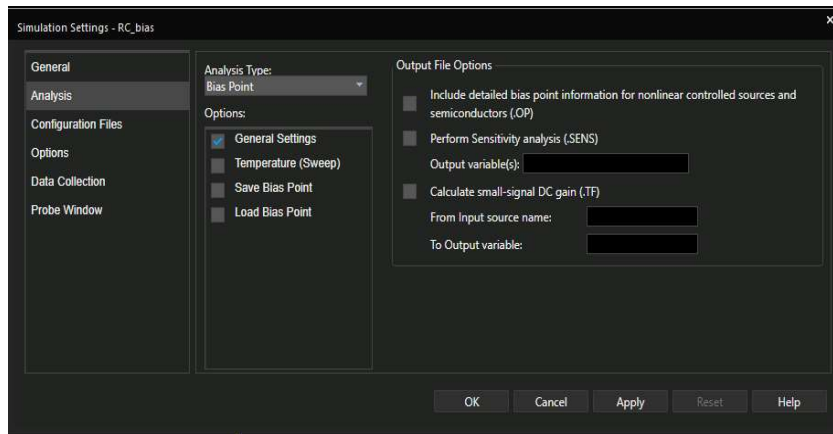 Simulation Settings - RC_bias
General
Analysis
Configuration Files
Options
Data Collection
Probe Window
Analysis Type:
Bias Point
Options:
General Settings
Temperature (Sweep)
Save Bias Point
Load Bias Point
Output File Options
Include detailed bias point information for nonlinear controlled sources and
semiconductors (.OP)
Perform Sensitivity analysis (.SENS)
Output variable(s):
Calculate small-signal DC gain (.TF)
From Input source name:
To Output variable:
OK
Cancel
Apply
Reset
Help